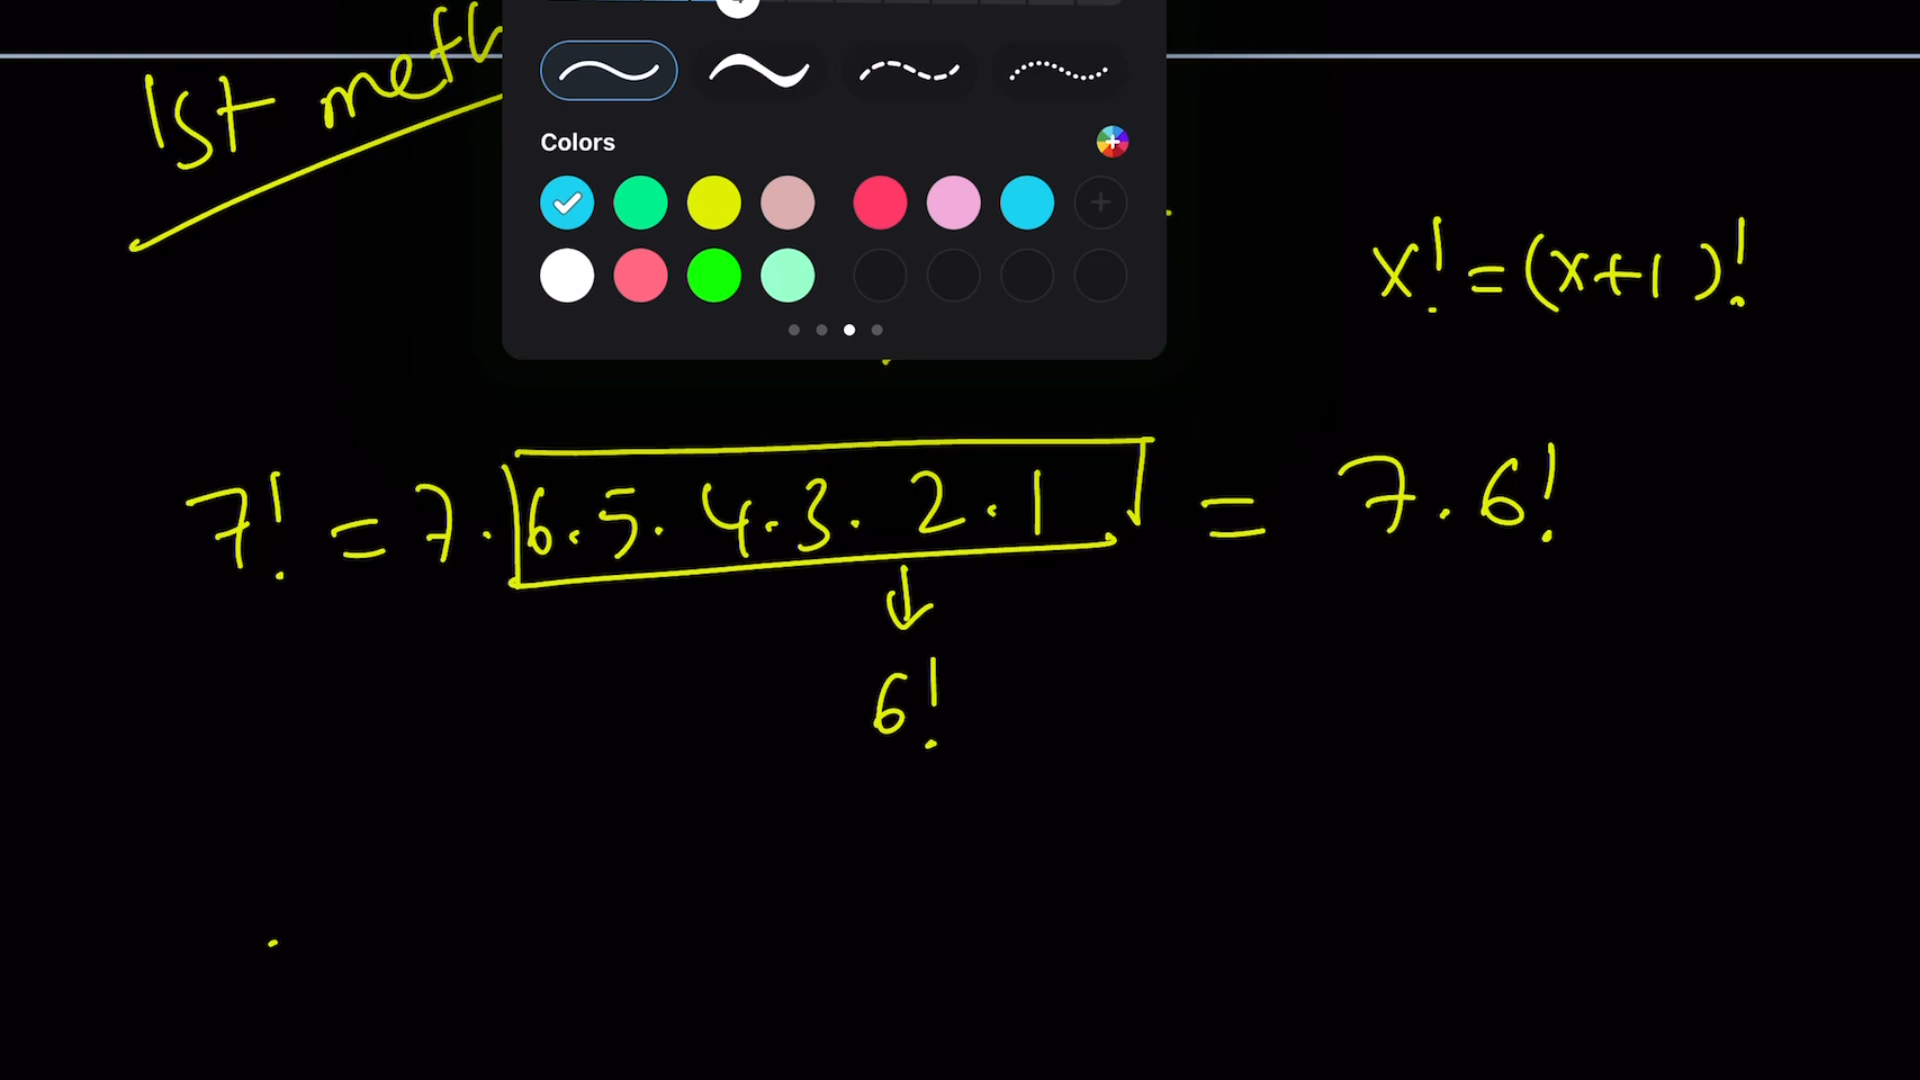 1st meth
Colors
x! = (x+1)!
7! = 7.6.5.4.3.2.1 = 7.6!
6!